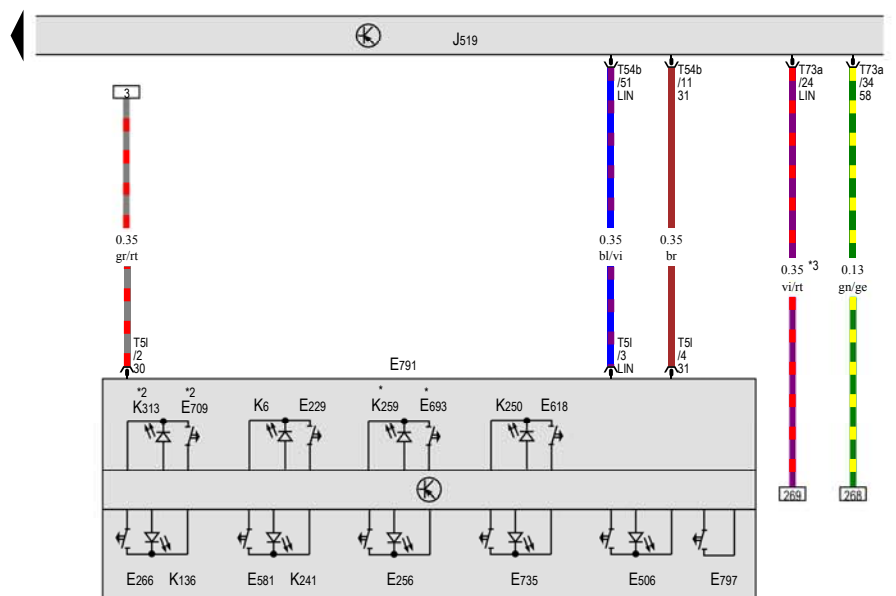 J519
T54b
/51
LIN
T54b
/11
31
T73a
/24
LIN
T73a
/34
58
3
0.35
gr/rt
0.35
bl/vi
0.35
br
0.35 *3
vi/rt
0.13
gn/ge
T5l
/2
30
T5l
/3
LIN
T5l
/4
31
E791
*2
K313
*2
E709
K6
E229
*
K259
*
E693
K250
E618
269
268
E266
K136
E581
K241
E256
E735
E506
E797